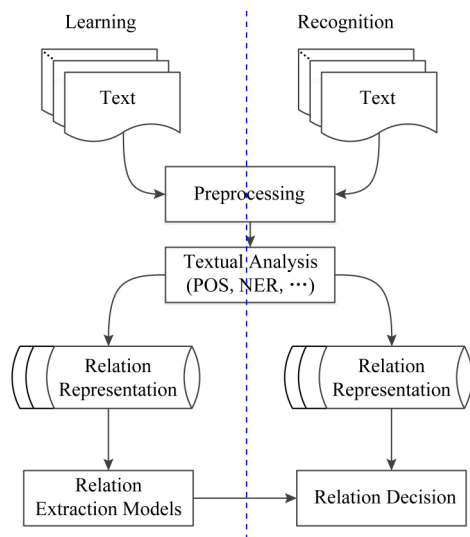 Learning
Recognition
Text
Text
Preprocessing
Textual Analysis
(POS, NER, ···)
Relation
Representation
Relation
Representation
Relation
Extraction Models
Relation Decision